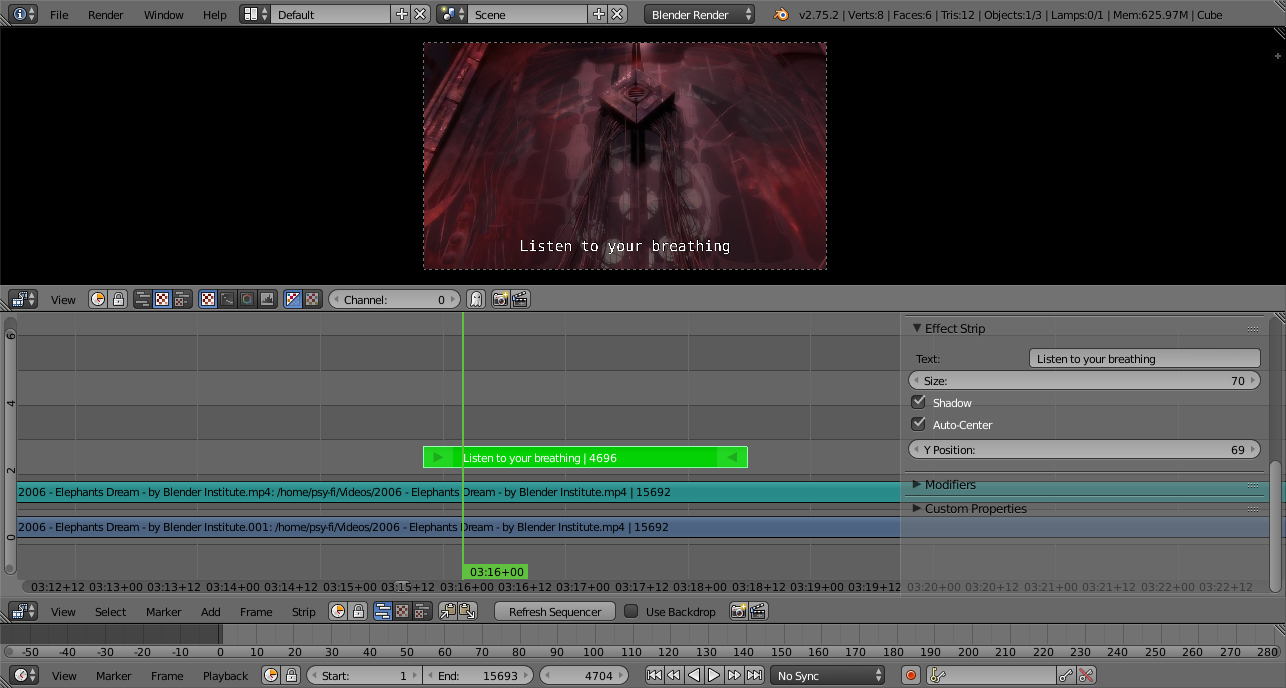 File Render Window Help Default Scene Blender Render v2.75.2 | Verts:8 | Faces:6 | Tris:12 | Objects:1/3 | Lamps:0/1 | Mem:625.97M | Cube
Listen to your breathing
View Channel: 0
Effect Strip
Text: Listen to your breathing
Size: 70
Shadow
Auto-Center
Y Position: 69
Modifiers
Custom Properties
6
4
2
0
Listen to your breathing | 4696
2006 - Elephants Dream - by Blender Institute.mp4: /home/psy-fi/Videos/2006 - Elephants Dream - by Blender Institute.mp4 | 15692
2006 - Elephants Dream - by Blender Institute.001: /home/psy-fi/Videos/2006 - Elephants Dream - by Blender Institute.mp4 | 15692
03:16+00
03:12+12 03:13+00 03:13+12 03:14+00 03:14+12 03:15+00 03:15+12 03:16+00 03:16+12 03:17+00 03:17+12 03:18+00 03:18+12 03:19+00 03:19+12 03:20+00 03:20+12 03:21+00 03:21+12 03:22+00 03:22+12
View Select Marker Add Frame Strip Refresh Sequencer Use Backdrop
-50 -40 -30 -20 -10 0 10 20 30 40 50 60 70 80 90 100 110 120 130 140 150 160 170 180 190 200 210 220 230 240 250 260 270 280
View Marker Frame Playback Start: 1 End: 15693 4704 No Sync